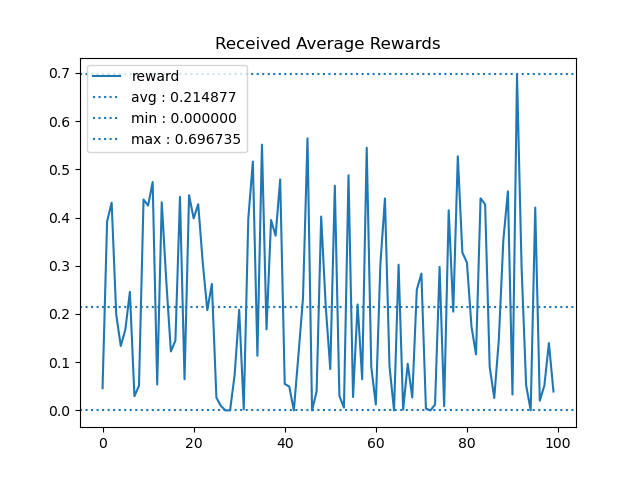 Received Average Rewards
reward
avg : 0.214877
min : 0.000000
max : 0.696735
0.7
0.6
0.5
0.4
0.3
0.2
0.1
0.0
0 20 40 60 80 100